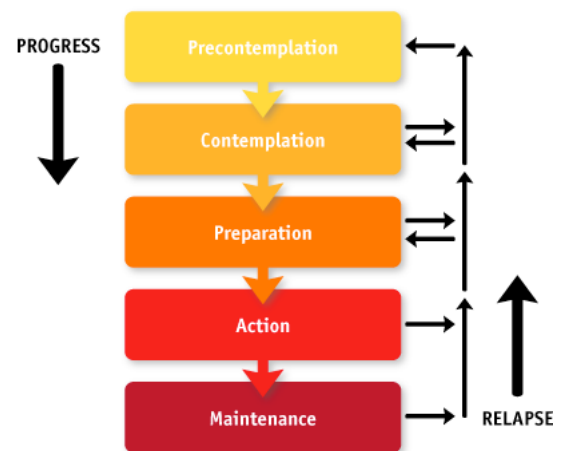 PROGRESS
Precontemplation
Contemplation
Preparation
Action
Maintenance
RELAPSE